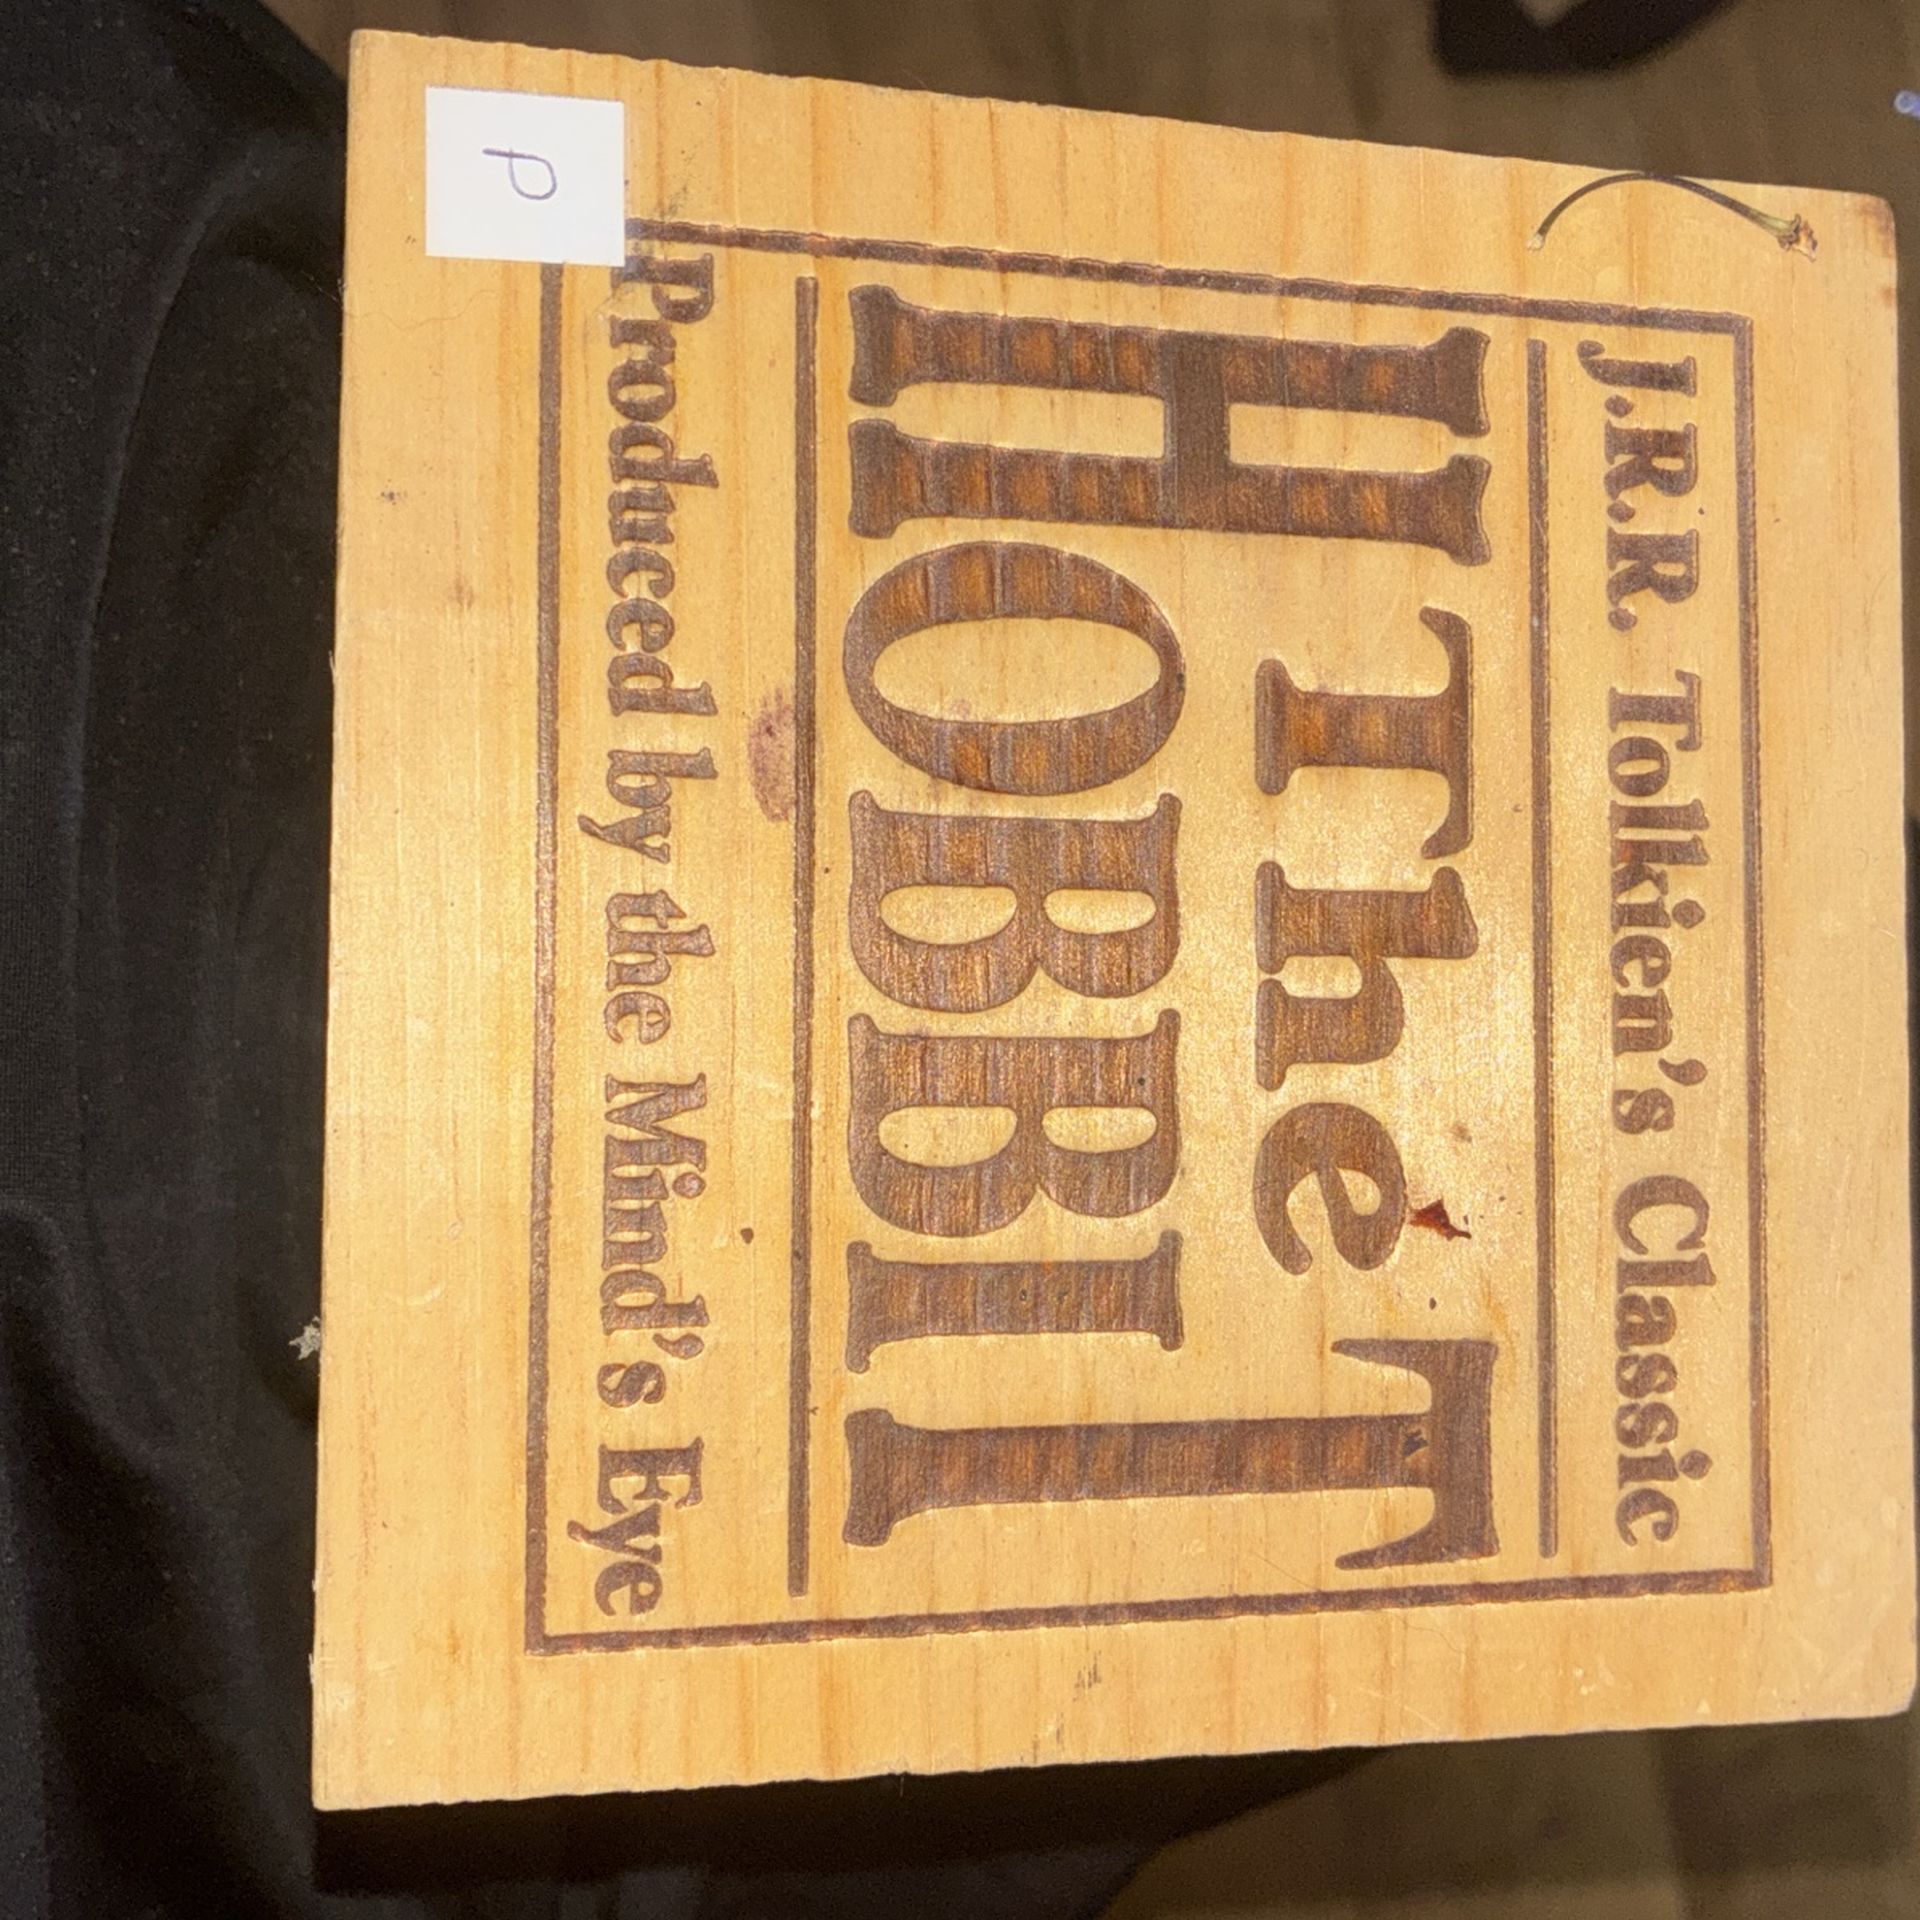 J.R.R. Tolkien's Classic
The
HOBBIT
Produced by the Mind's Eye
P